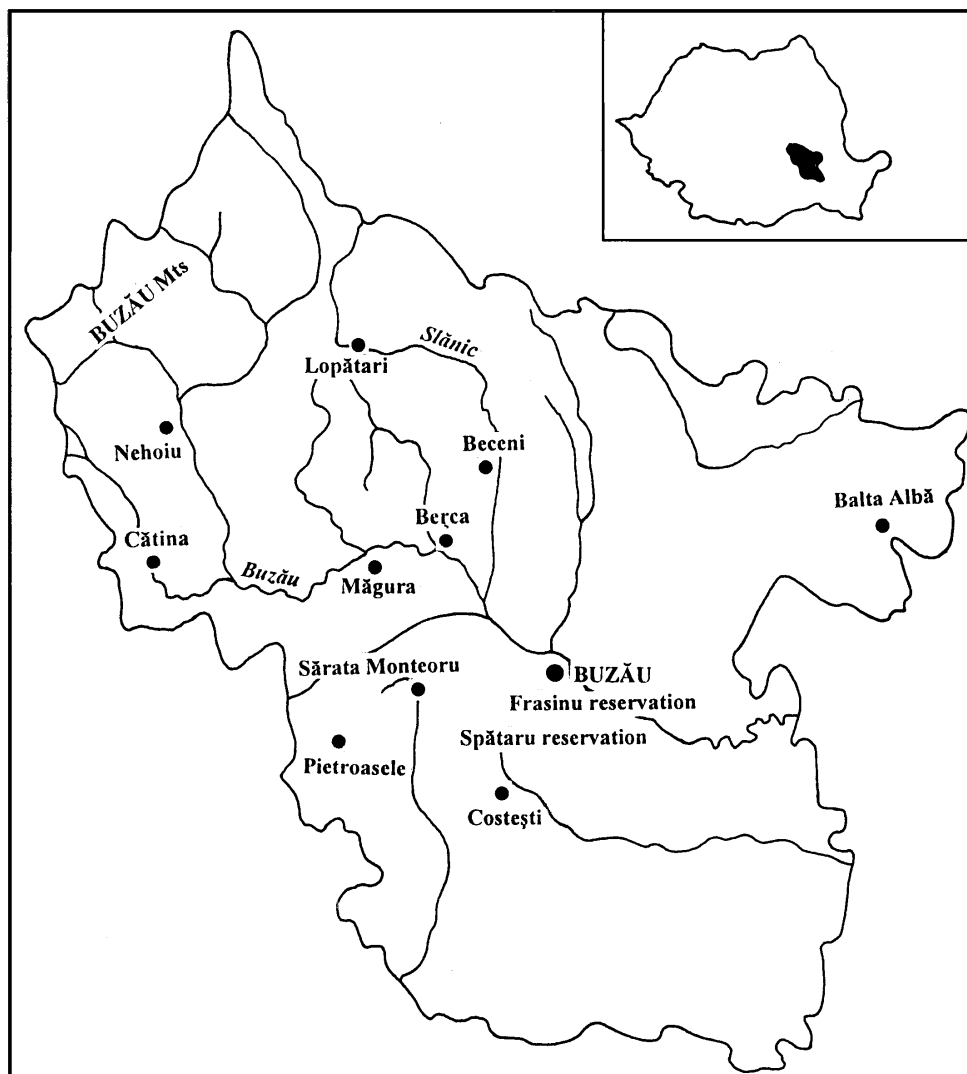 BUZĂU Mts
Slănic
Lopătari
Nehoiu
Beceni
Balta Albă
Berca
Cătina
Buzău
Măgura
Sărata Monteoru
BUZĂU
Frasinu reservation
Spătaru reservation
Pietroasele
Costeşti